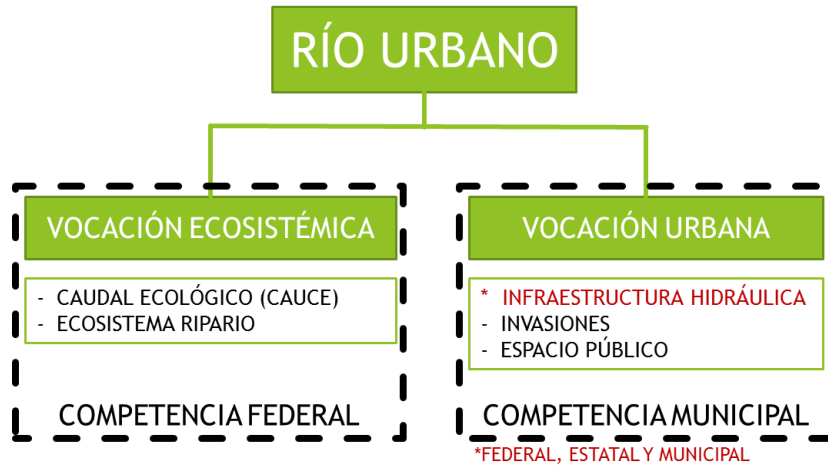 RÍO URBANO
VOCACIÓN ECOSISTÉMICA
- CAUDAL ECOLÓGICO (CAUCE)
- ECOSISTEMA RIPARIO
COMPETENCIA FEDERAL
VOCACIÓN URBANA
* INFRAESTRUCTURA HIDRÁULICA
- INVASIONES
- ESPACIO PÚBLICO
COMPETENCIA MUNICIPAL
*FEDERAL, ESTATAL Y MUNICIPAL